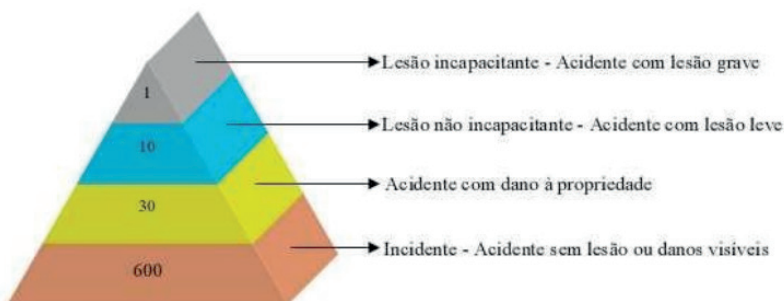 1
Lesão incapacitante - Acidente com lesão grave
10
Lesão não incapacitante - Acidente com lesão leve
30
Acidente com dano à propriedade
600
Incidente - Acidente sem lesão ou danos visíveis